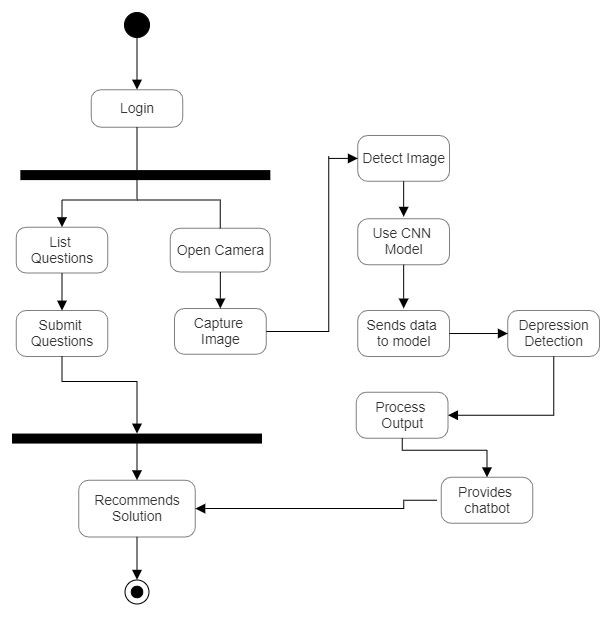 Login
Detect Image
List
Questions
Open Camera
Use CNN
Model
Submit
Questions
Capture
Image
Sends data
to model
Depression
Detection
Process
Output
Recommends
Solution
Provides
chatbot